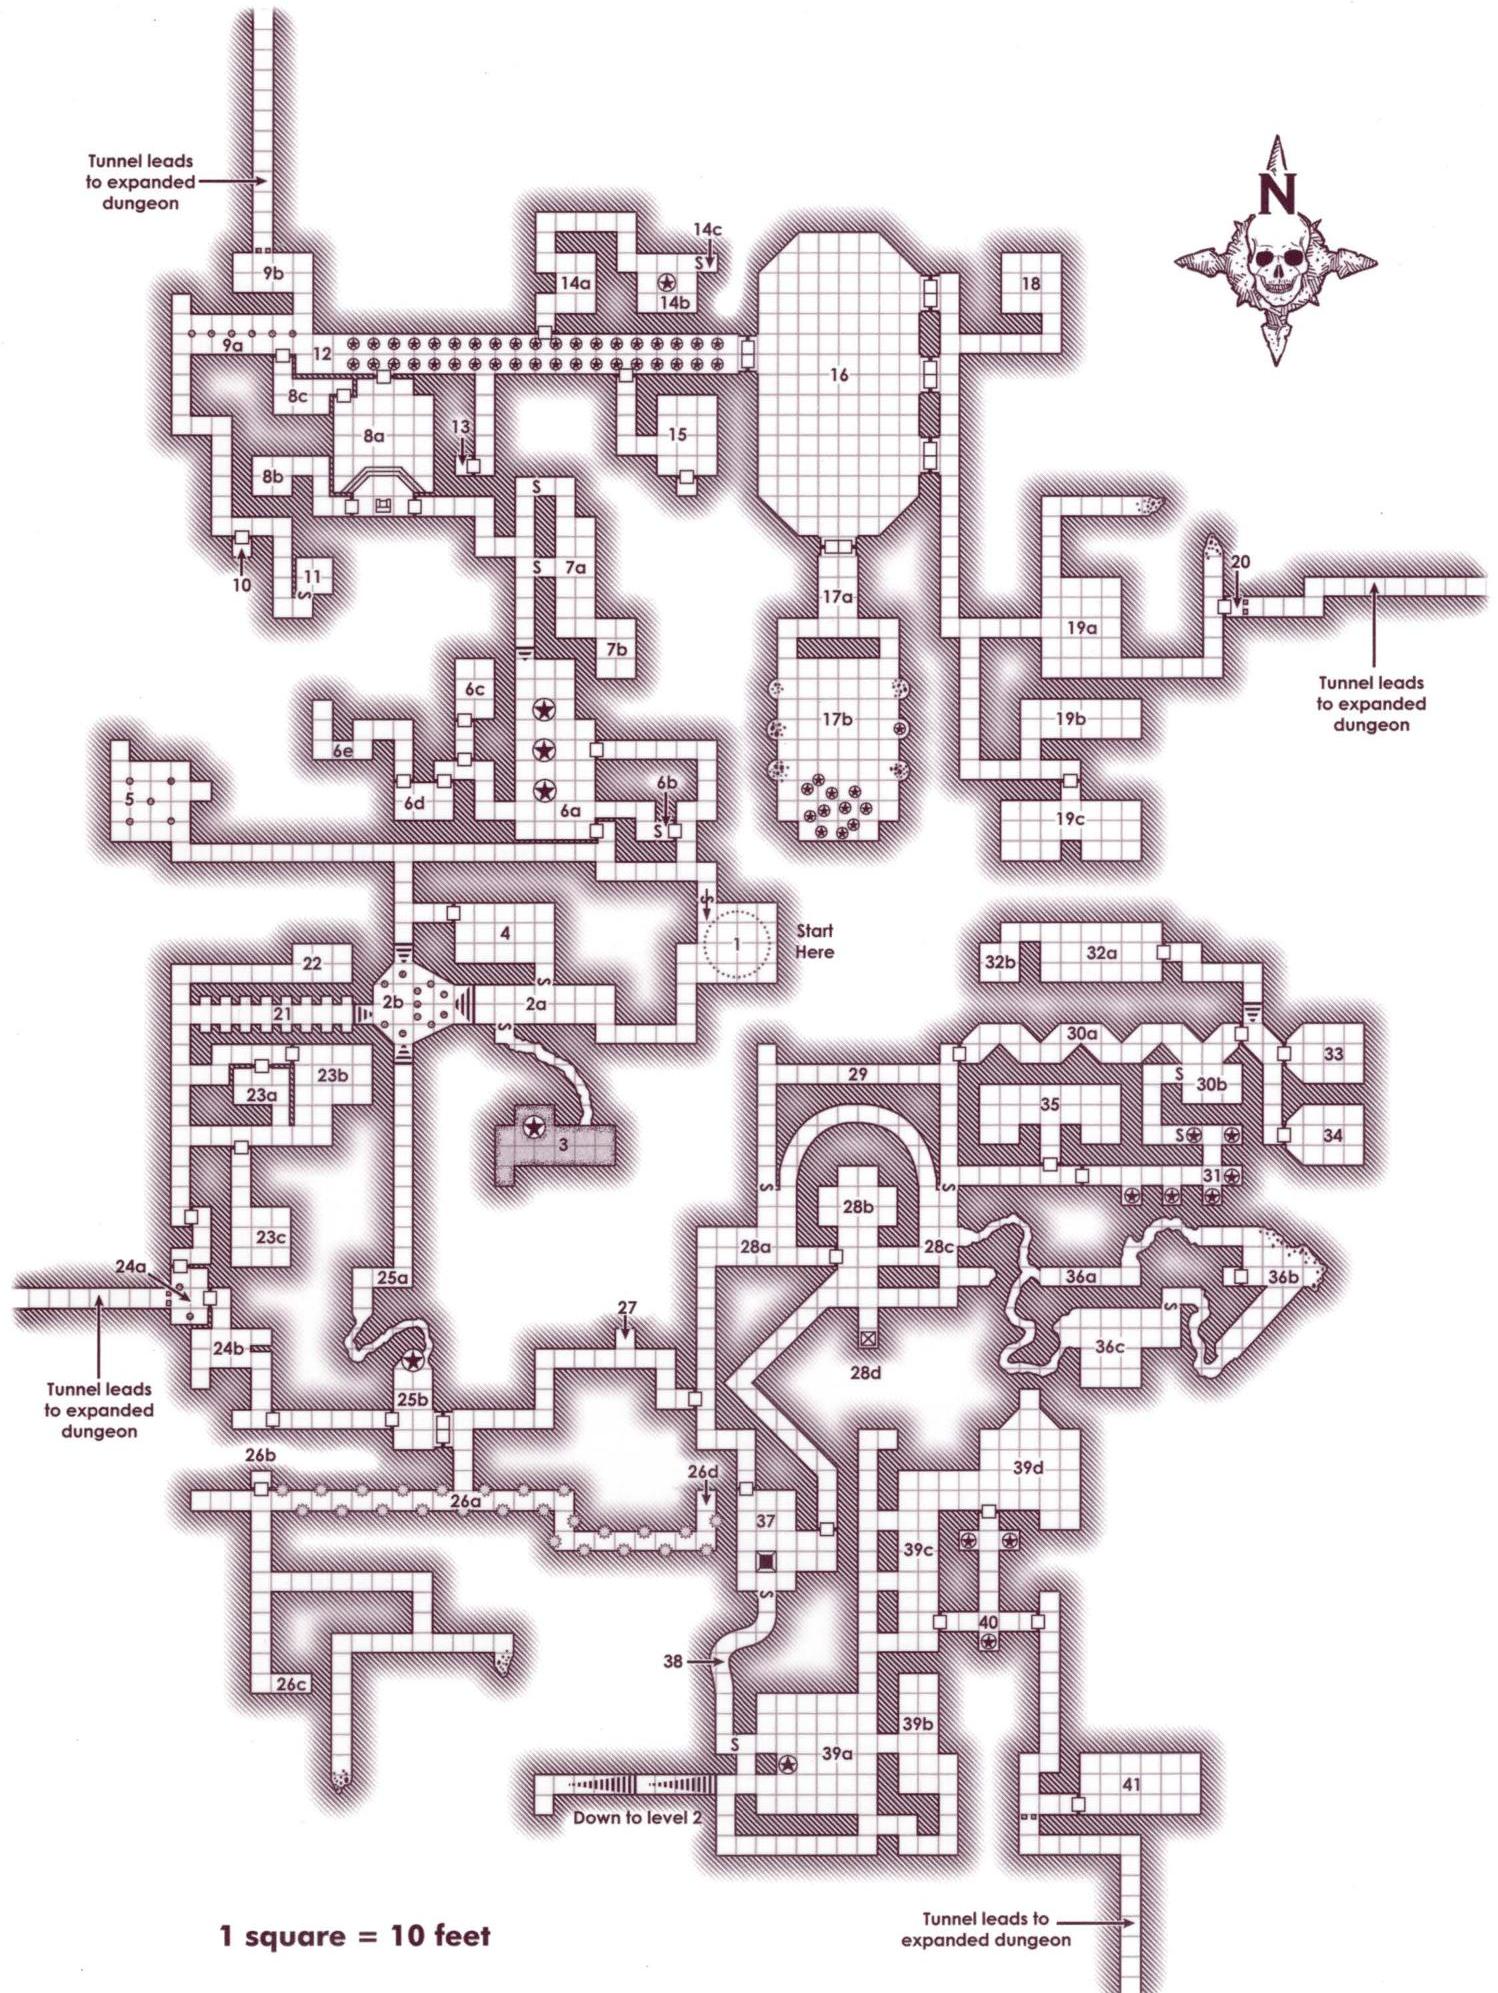 Tunnel leads
to expanded
dungeon
N
14c
S
9b
14a
14b
18
9a
12
16
8c
8a
13
15
8b
S
10
11
S
S
7a
20
17a
19a
7b
6c
Tunnel leads
to expanded
dungeon
17b
19b
6e
5
6d
6a
6b
S
19c
S
4
1
Start
Here
32b
32a
22
S
2b
2a
21
S
30a
33
23a
23b
29
S
30b
35
3
S
34
S
S
31
28b
23c
28a
28c
24a
25a
36a
36b
27
S
24b
36c
28d
Tunnel leads
to expanded
dungeon
25b
26b
26d
39d
26a
37
39c
S
40
38
26c
39b
S
39a
41
Down to level 2
1 square = 10 feet
Tunnel leads to
expanded dungeon